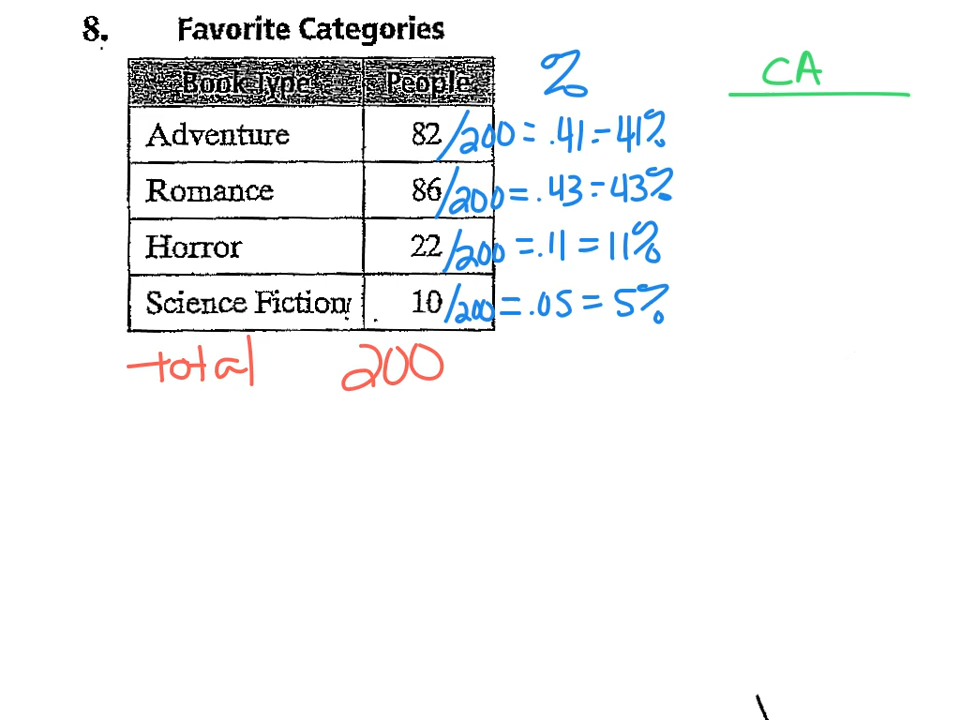 8. Favorite Categories
Book Type People % CA
Adventure 82/200 = .41 = 41%
Romance 86/200 = .43 = 43%
Horror 22/200 = .11 = 11%
Science Fiction 10/200 = .05 = 5%
total 200